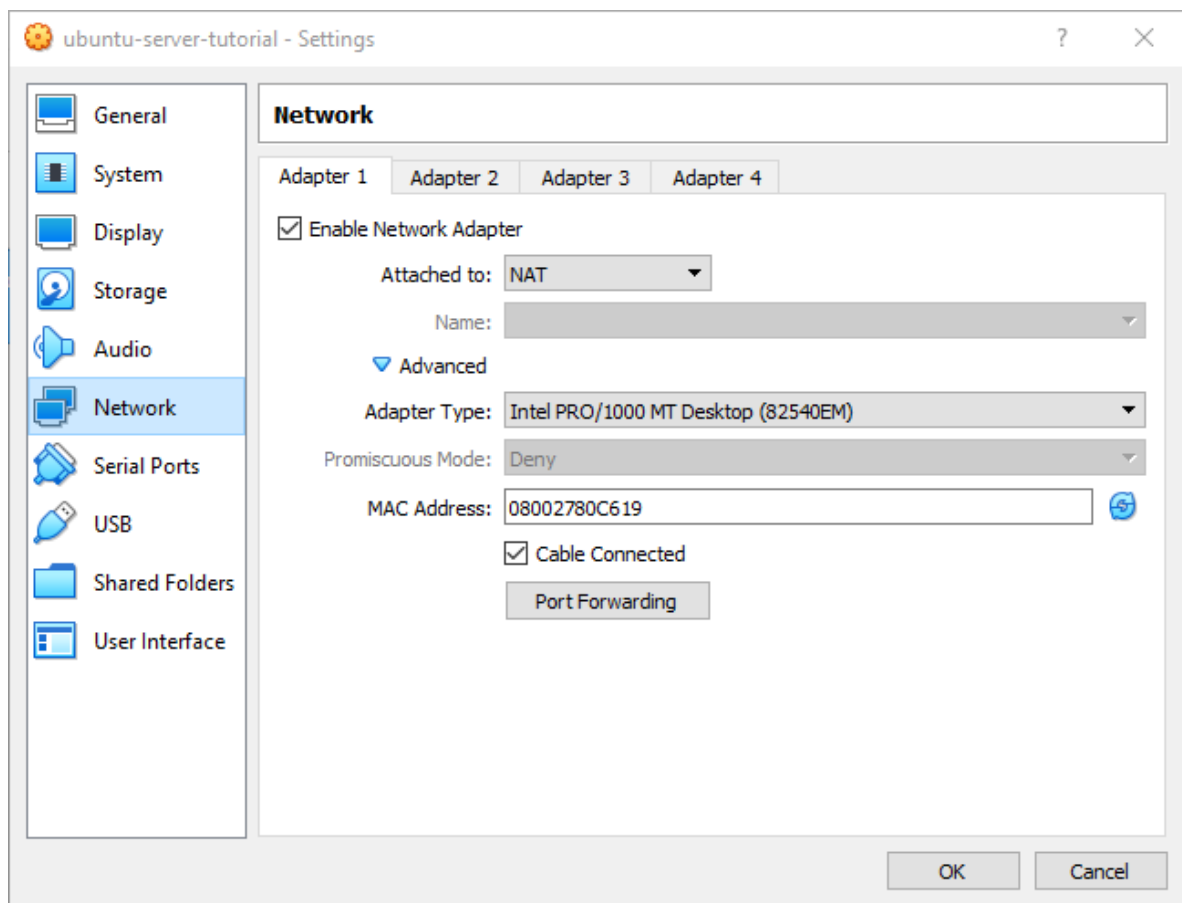 ubuntu-server-tutorial - Settings ?
General
System
Display
Storage
Audio
Network
Serial Ports
USB
Shared Folders
User Interface
Network
Adapter 1 Adapter 2 Adapter 3 Adapter 4
Enable Network Adapter
Attached to: NAT
Name:
Advanced
Adapter Type: Intel PRO/1000 MT Desktop (82540EM)
Promiscuous Mode: Deny
MAC Address: 08002780C619
Cable Connected
Port Forwarding
OK Cancel